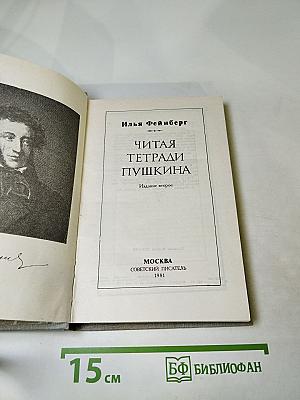 Илья Фейнберг
ЧИТАЯ
ТЕТРАДИ
ПУШКИНА
Издание второе
МОСКВА
СОВЕТСКИЙ ПИСАТЕЛЬ
1981
15 см
БФ БИБЛИОФАН